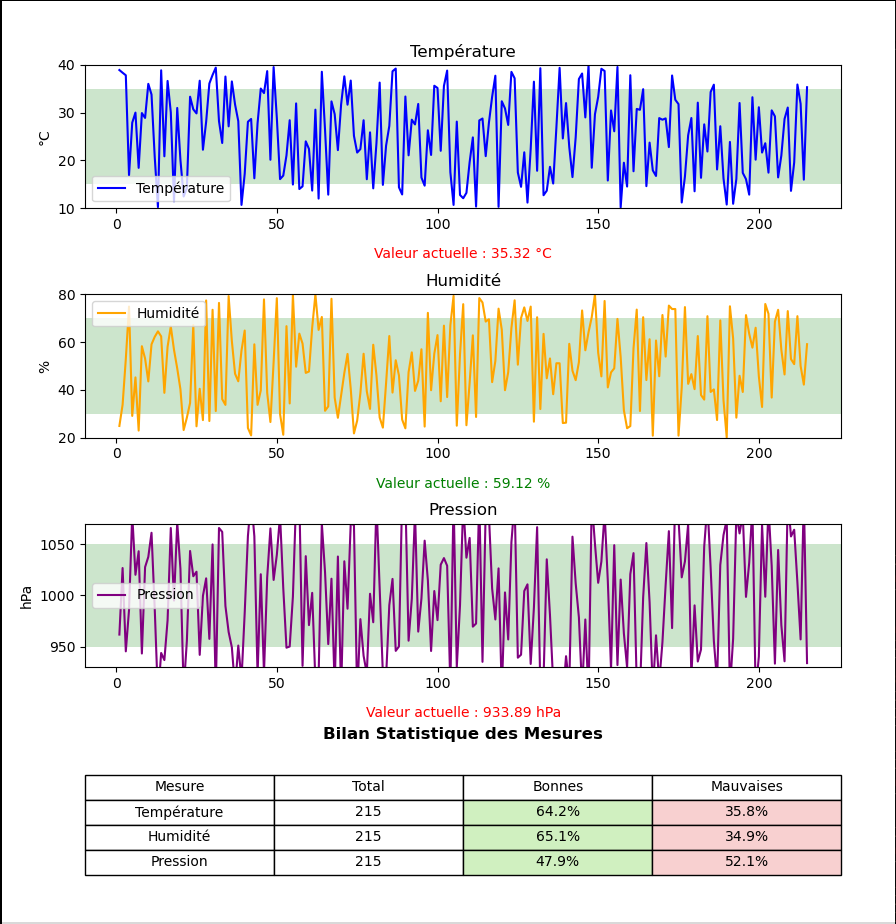 Température
40
30
20
10
°C
Température
0 50 100 150 200
Valeur actuelle : 35.32 °C
Humidité
80
60
40
20
%
Humidité
0 50 100 150 200
Valeur actuelle : 59.12 %
Pression
1050
1000
950
hPa
Pression
0 50 100 150 200
Valeur actuelle : 933.89 hPa
Bilan Statistique des Mesures
Mesure Total Bonnes Mauvaises
Température 215 64.2% 35.8%
Humidité 215 65.1% 34.9%
Pression 215 47.9% 52.1%